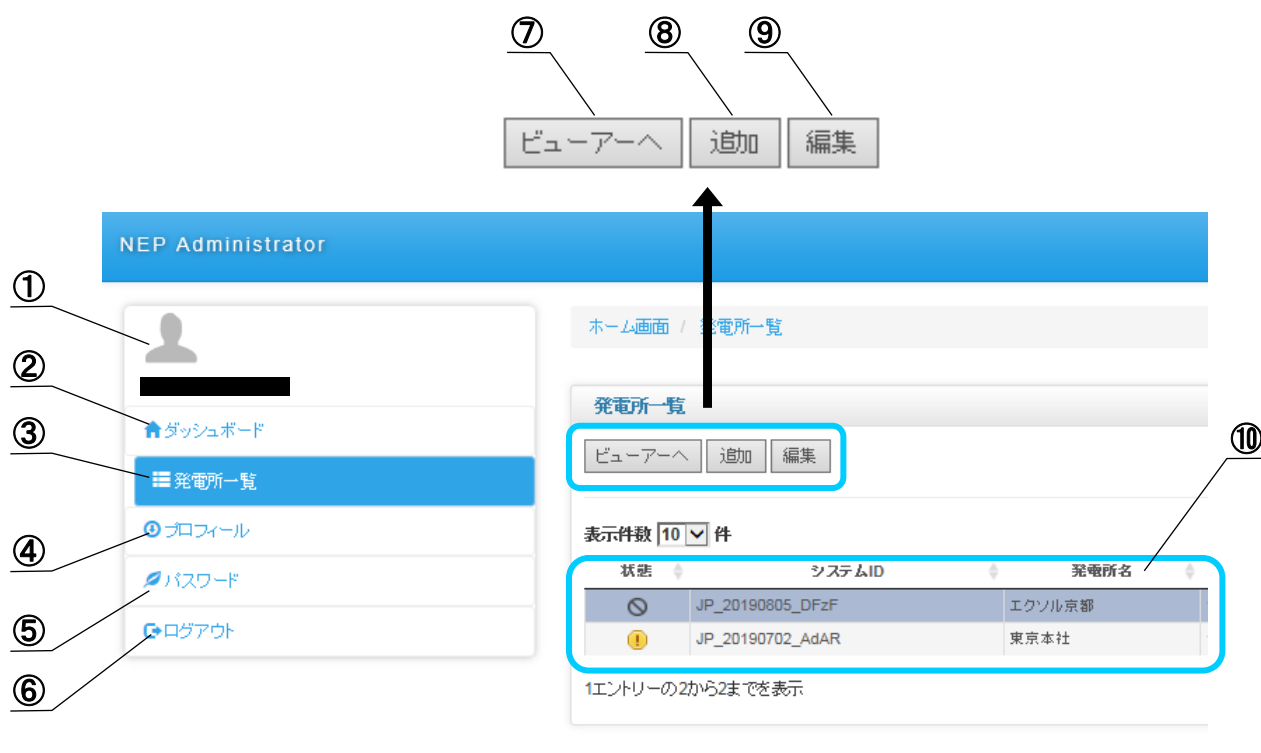 ⑦ ⑧ ⑨
ビューアーへ 追加 編集
NEP Administrator
①
ホーム画面 / 発電所一覧
②
発電所一覧
③
ダッシュボード
⑩
ビューアーへ 追加 編集
発電所一覧
プロフィール
表示件数 10 件
④
状態 システムID 発電所名
パスワード
JP_20190805_DFzF エクソル京都
⑤
ログアウト
JP_20190702_AdAR 東京本社
⑥
1エントリーの2から2までを表示